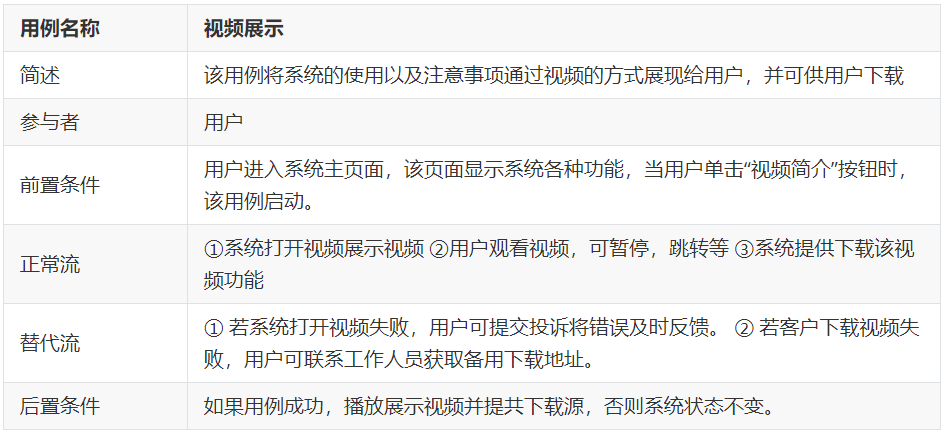 用例名称 视频展示
简述 该用例将系统的使用以及注意事项通过视频的方式展现给用户，并可供用户下载
参与者 用户
前置条件 用户进入系统主页面，该页面显示系统各种功能，当用户单击“视频简介”按钮时，
该用例启动。
正常流 ①系统打开视频展示视频 ②用户观看视频，可暂停，跳转等 ③系统提供下载该视
频功能
替代流 ① 若系统打开视频失败，用户可提交投诉将错误及时反馈。 ② 若客户下载视频失
败，用户可联系工作人员获取备用下载地址。
后置条件 如果用例成功，播放展示视频并提共下载源，否则系统状态不变。